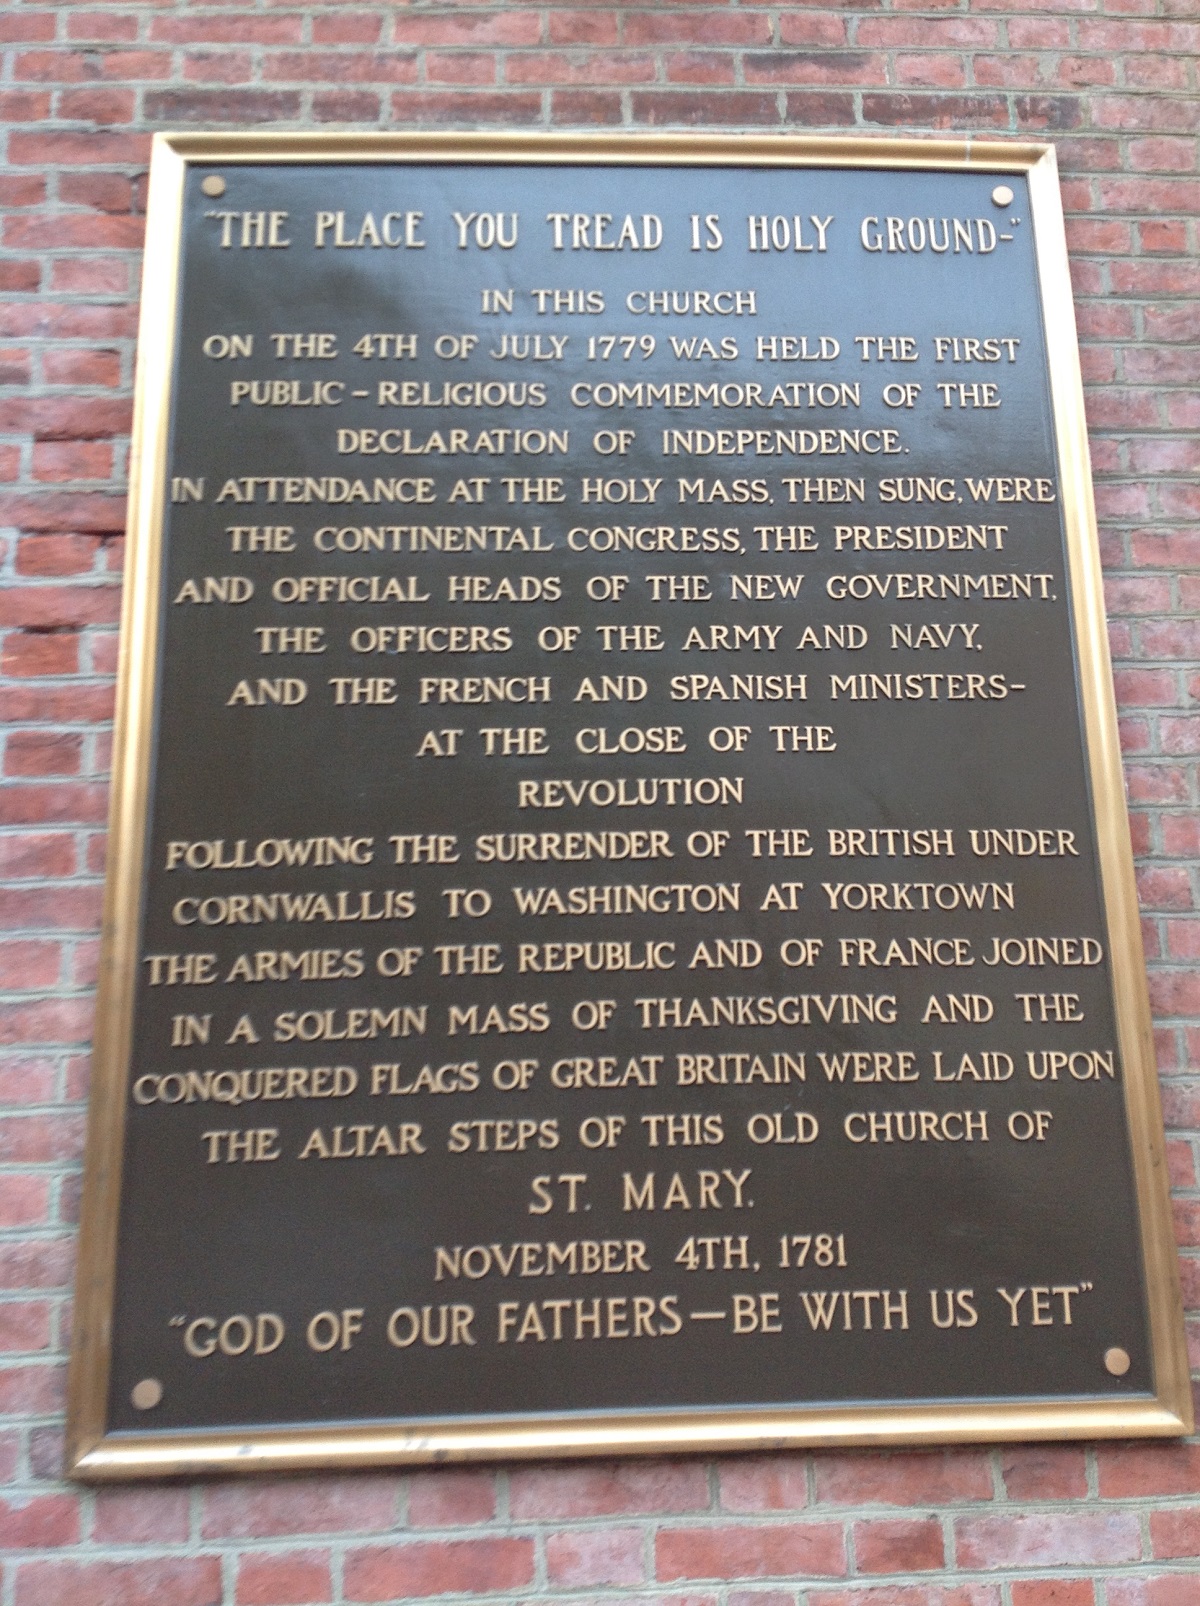 "THE PLACE YOU TREAD IS HOLY GROUND-"
IN THIS CHURCH
ON THE 4TH OF JULY 1779 WAS HELD THE FIRST
PUBLIC-RELIGIOUS COMMEMORATION OF THE
DECLARATION OF INDEPENDENCE.
IN ATTENDANCE AT THE HOLY MASS, THEN SUNG, WERE
THE CONTINENTAL CONGRESS, THE PRESIDENT
AND OFFICIAL HEADS OF THE NEW GOVERNMENT,
THE OFFICERS OF THE ARMY AND NAVY,
AND THE FRENCH AND SPANISH MINISTERS-
AT THE CLOSE OF THE
REVOLUTION
FOLLOWING THE SURRENDER OF THE BRITISH UNDER
CORNWALLIS TO WASHINGTON AT YORKTOWN
THE ARMIES OF THE REPUBLIC AND OF FRANCE JOINED
IN A SOLEMN MASS OF THANKSGIVING AND THE
CONQUERED FLAGS OF GREAT BRITAIN WERE LAID UPON
THE ALTAR STEPS OF THIS OLD CHURCH OF
ST. MARY.
NOVEMBER 4TH, 1781
"GOD OF OUR FATHERS—BE WITH US YET"